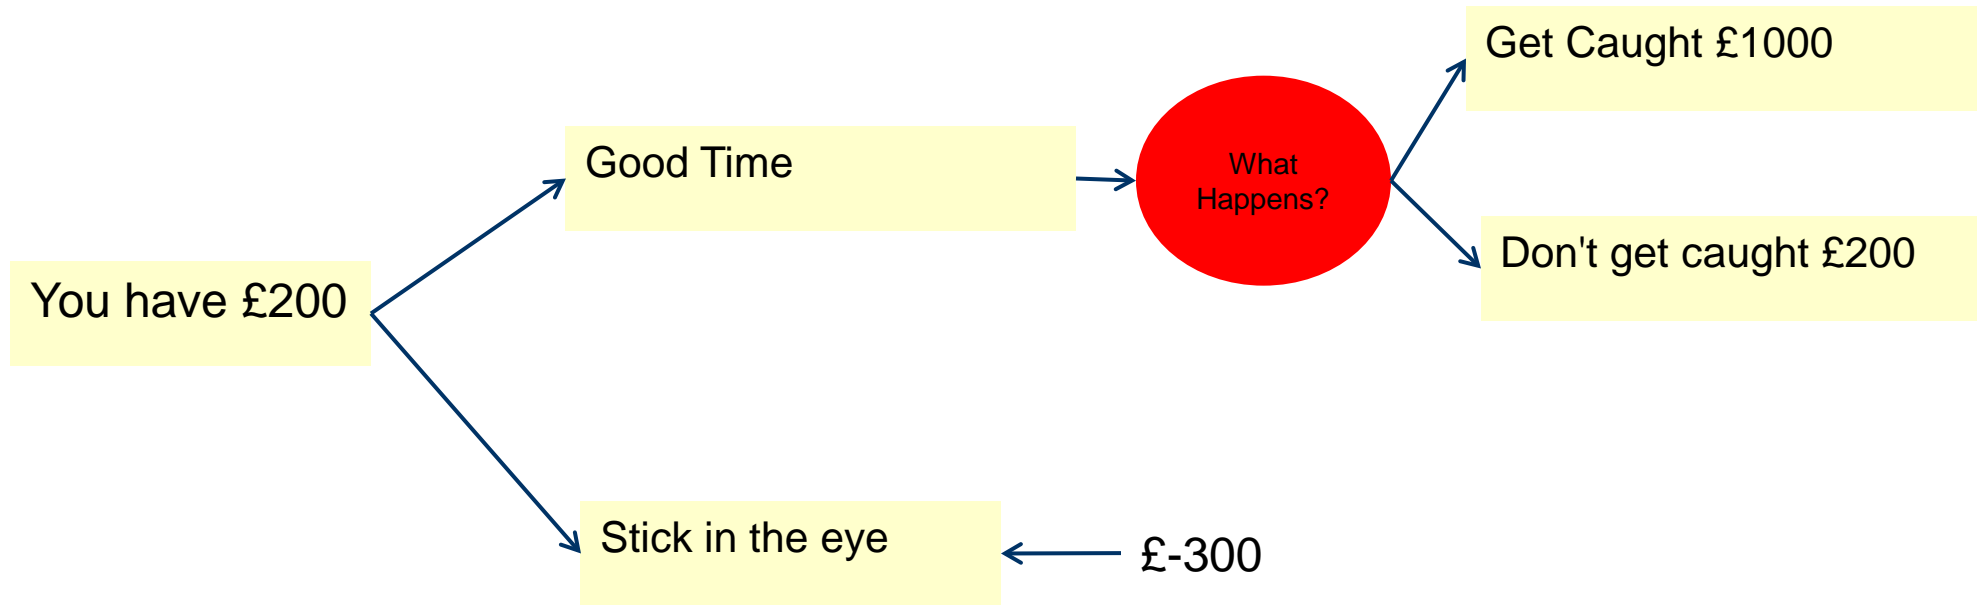 Get Caught £1000
Good Time
What
Happens?
Don't get caught £200
You have £200
Stick in the eye
£-300